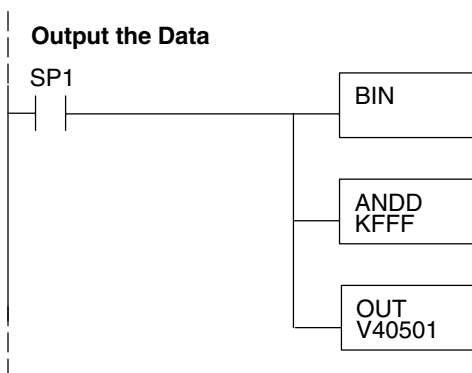 Output the Data
SP1
BIN
ANDD
KFFF
OUT
V40501